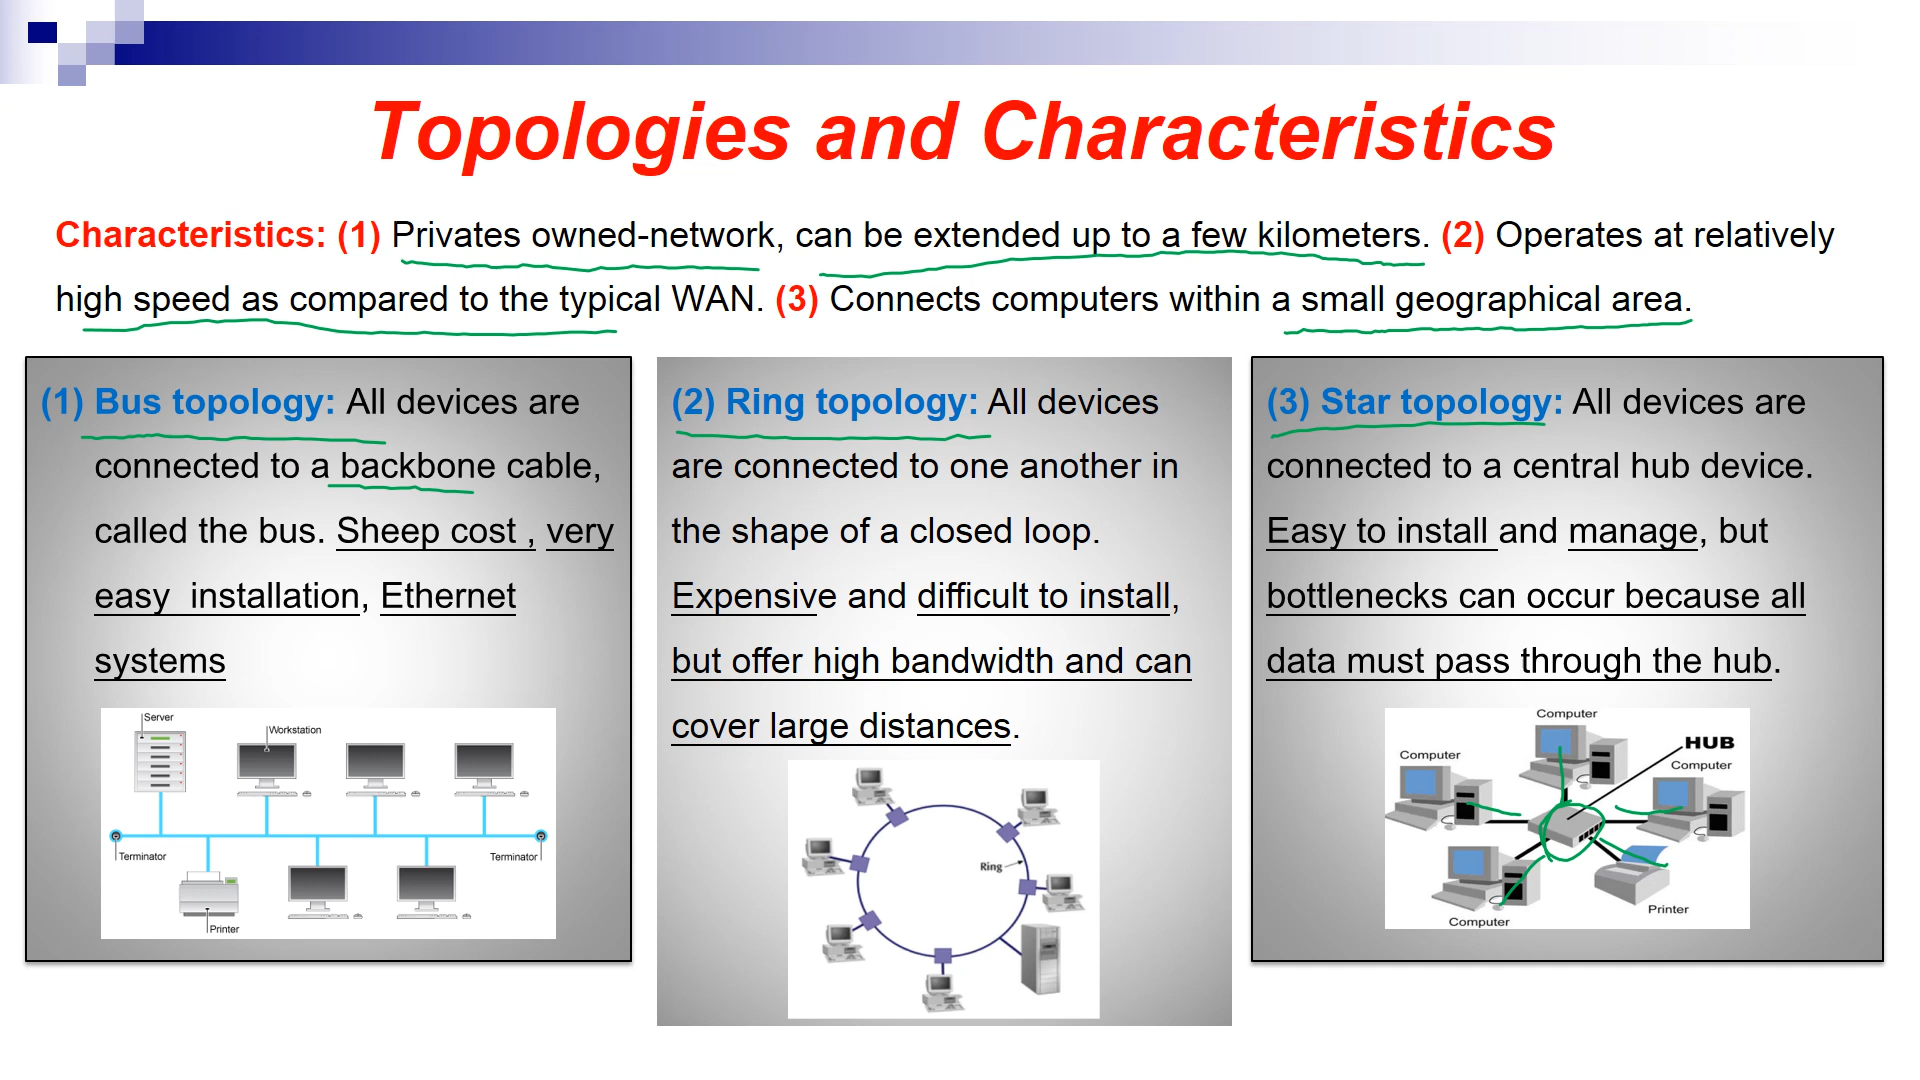 Topologies and Characteristics
Characteristics: (1) Privates owned-network, can be extended up to a few kilometers. (2) Operates at relatively
high speed as compared to the typical WAN. (3) Connects computers within a small geographical area.
(1) Bus topology: All devices are
connected to a backbone cable,
called the bus. Sheep cost , very
easy installation, Ethernet
systems
Server
Workstation
Terminator
Terminator
Printer
(2) Ring topology: All devices
are connected to one another in
the shape of a closed loop.
Expensive and difficult to install,
but offer high bandwidth and can
cover large distances.
Ring
(3) Star topology: All devices are
connected to a central hub device.
Easy to install and manage, but
bottlenecks can occur because all
data must pass through the hub.
Computer
HUB
Computer
Computer
Computer
Printer